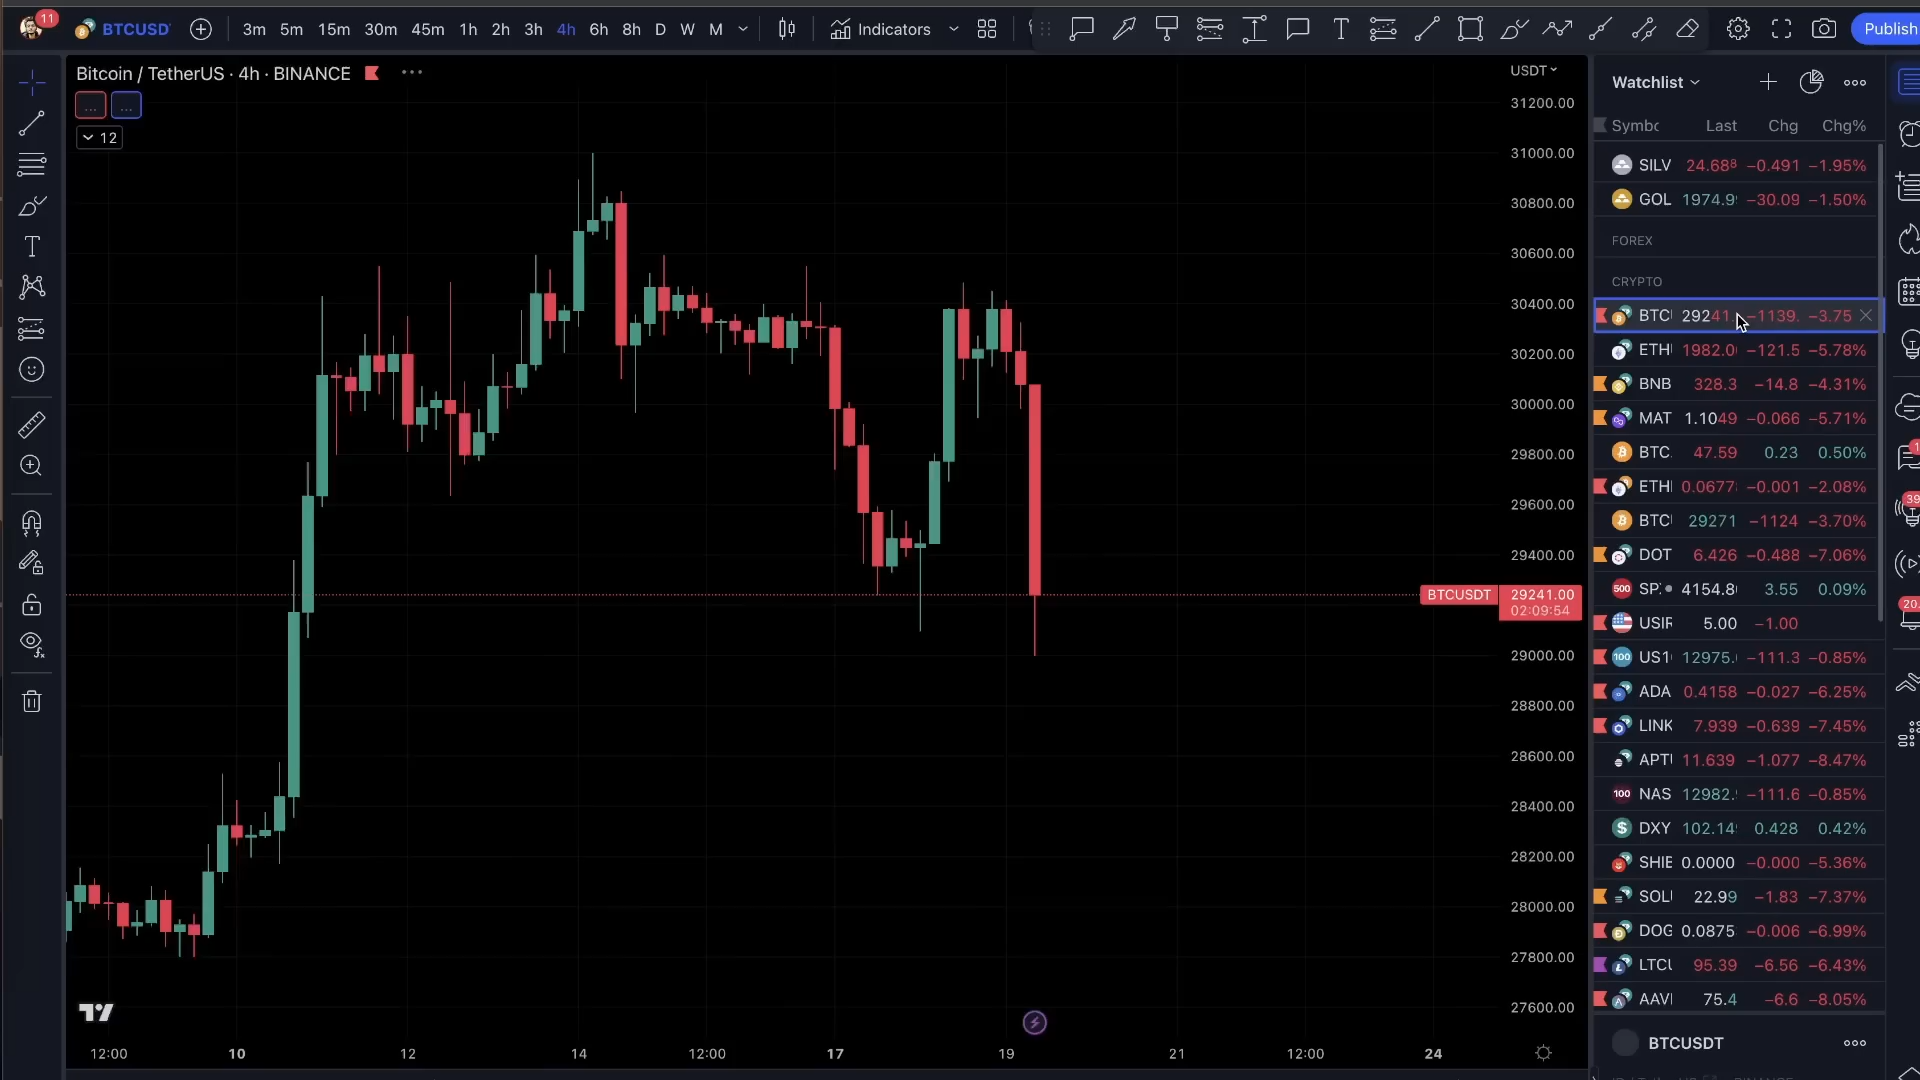 11
BTCUSD
3m 5m 15m 30m 45m 1h 2h 3h 4h 6h 8h D W M
Indicators
Publish
Bitcoin / TetherUS · 4h · BINANCE
...
...
12
USDT
31200.00
31000.00
30800.00
30600.00
30400.00
30200.00
30000.00
29800.00
29600.00
29400.00
BTCUSDT 29241.00
02:09:54
29000.00
28800.00
28600.00
28400.00
28200.00
28000.00
27800.00
27600.00
12:00 10 12 14 12:00 17 19 21 12:00 24
Watchlist
Symbc Last Chg Chg%
SILV 24.688 −0.491 −1.95%
GOL 1974.9 −30.09 −1.50%
FOREX
CRYPTO
BTC 29241. −1139. −3.75
ETH 1982.0 −121.5 −5.78%
BNB 328.3 −14.8 −4.31%
MAT 1.1049 −0.066 −5.71%
BTC. 47.59 0.23 0.50%
ETH 0.0677 −0.001 −2.08%
BTC 29271 −1124 −3.70%
DOT 6.426 −0.488 −7.06%
500 SP 4154.8 3.55 0.09%
USIR 5.00 −1.00
100 US1 12975. −111.3 −0.85%
ADA 0.4158 −0.027 −6.25%
LINK 7.939 −0.639 −7.45%
APT 11.639 −1.077 −8.47%
100 NAS 12982. −111.6 −0.85%
DXY 102.14 0.428 0.42%
SHIE 0.0000 −0.000 −5.36%
SOL 22.99 −1.83 −7.37%
DOG 0.0875 −0.006 −6.99%
LTC 95.39 −6.56 −6.43%
AAV 75.4 −6.6 −8.05%
BTCUSDT
1
39
20.